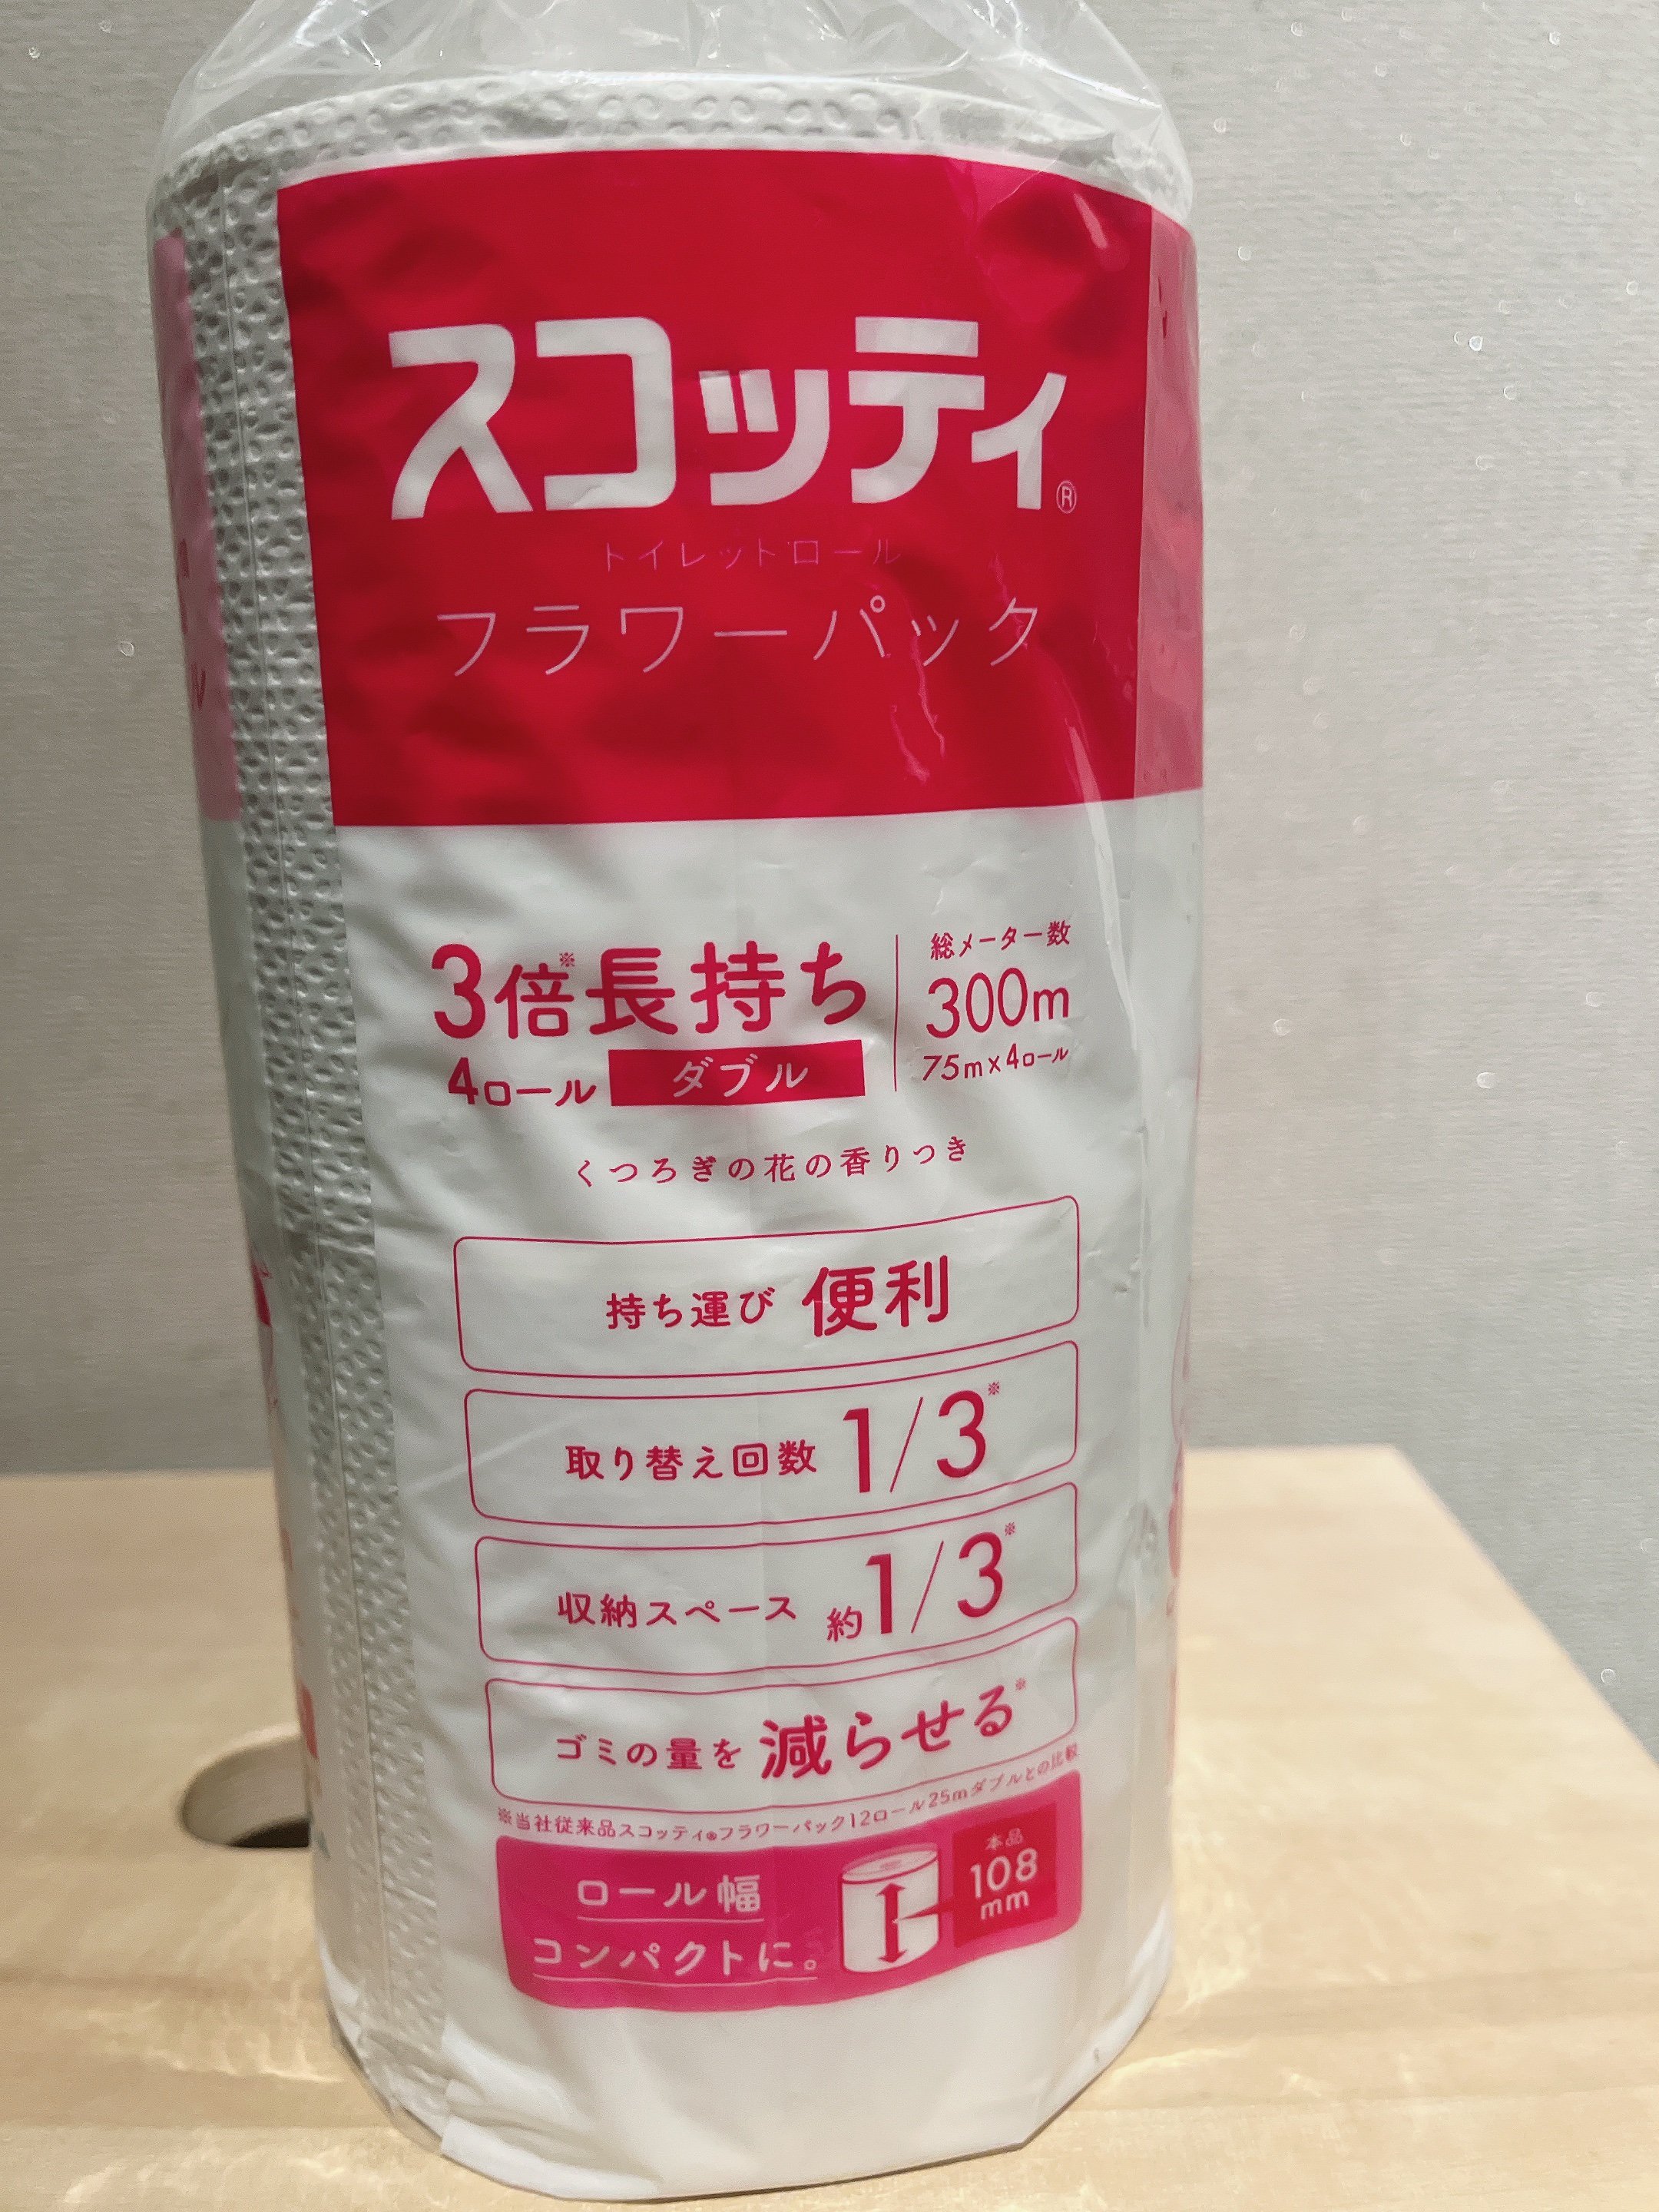 スコッティ®
トイレットロール
フラワーパック
3倍※長持ち
4ロール ダブル
総メーター数
300m
75m×4ロール
くつろぎの花の香りつき
持ち運び 便利
取り替え回数 1/3※
収納スペース 約1/3※
ゴミの量を 減らせる※
※当社従来品スコッティ®フラワーパック12ロール25mダブルとの比較
ロール幅
コンパクトに。
本品
108
mm